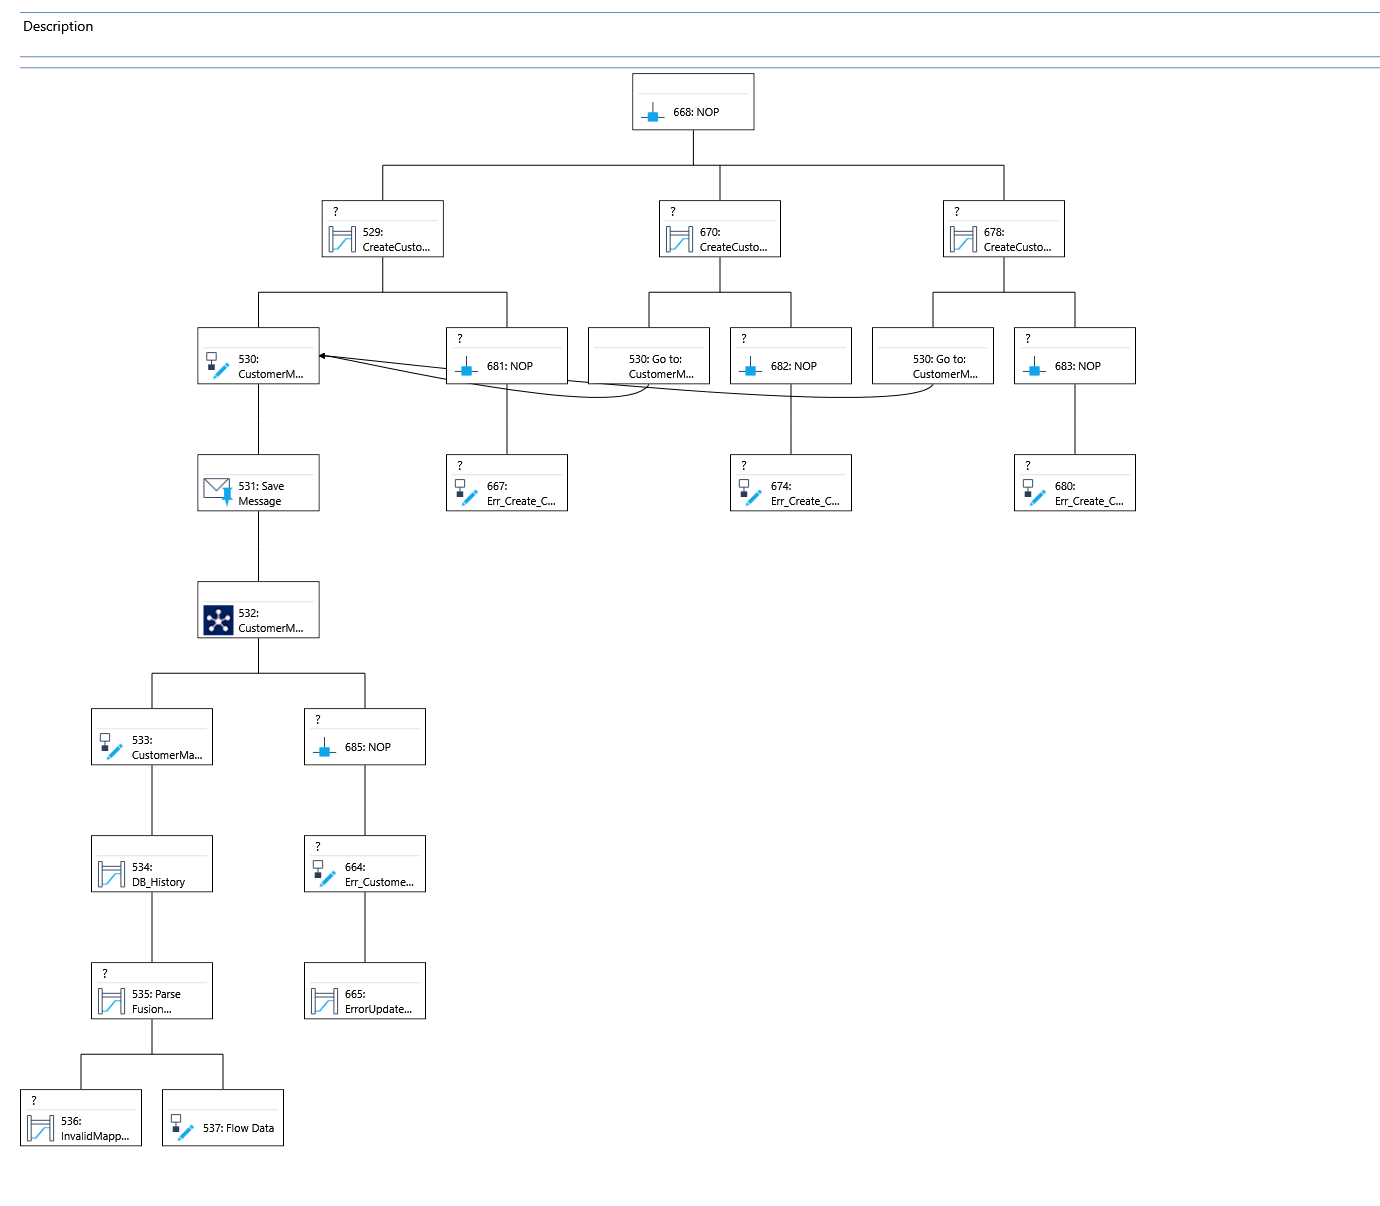 Description
668: NOP
?
529:
CreateCusto...
?
670:
CreateCusto...
?
678:
CreateCusto...
530:
CustomerM...
?
681: NOP
530: Go to:
CustomerM...
?
682: NOP
530: Go to:
CustomerM...
?
683: NOP
531: Save
Message
?
667:
Err_Create_C...
?
674:
Err_Create_C...
?
680:
Err_Create_C...
532:
CustomerM...
533:
CustomerMa...
?
685: NOP
534:
DB_History
?
664:
Err_Custome...
?
535: Parse
Fusion...
665:
ErrorUpdate...
?
536:
InvalidMapp...
537: Flow Data